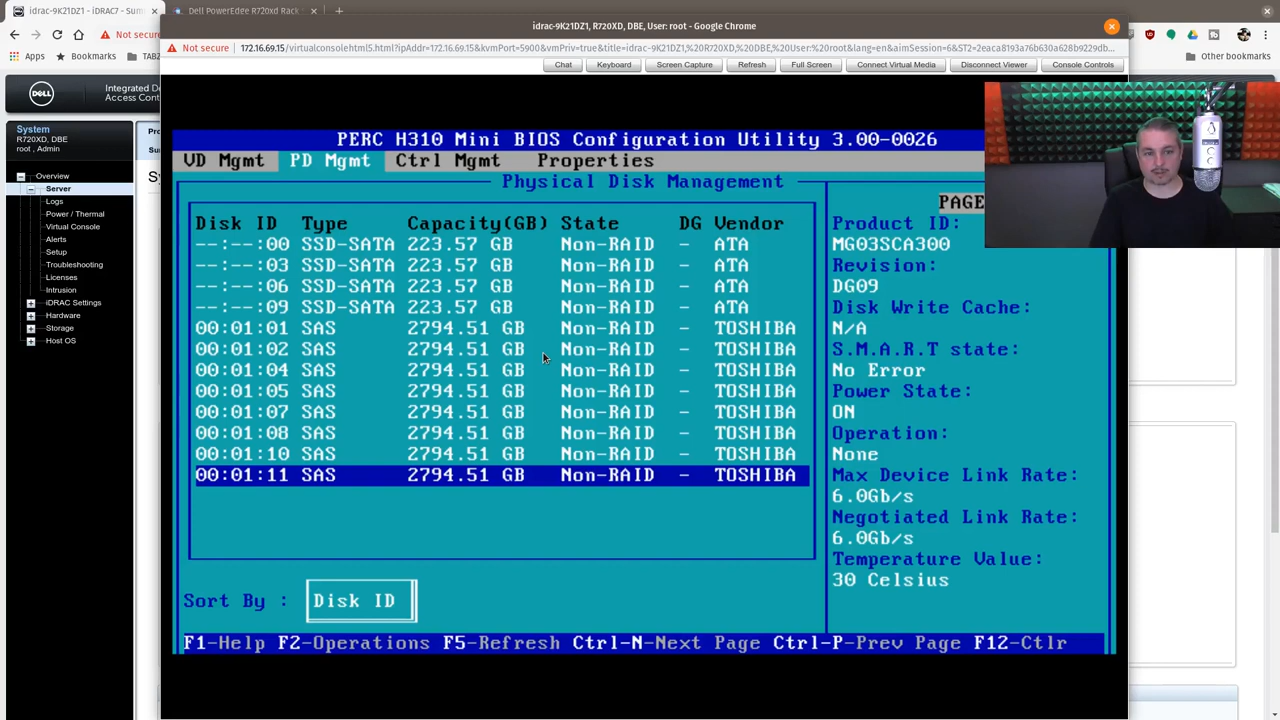 idrac-9K21DZ1 - iDRAC7 - Sum
Dell PowerEdge R720xd Rack
idrac-9K21DZ1, R720XD, DBE, User: root - Google Chrome
Not secure
Not secure 172.16.69.15/virtualconsolehtml5.html?ipAddr=172.16.69.15&kvmPort=5900&vmPriv=true&title=idrac-9K21DZ1,%20R720XD,%20DBE,%20User:%20root&lang=en&aimSession=6&ST2=2eaca8193a76b630a628b9229db...
Apps Bookmarks TAB Other bookmarks
Chat Keyboard Screen Capture Refresh Full Screen Connect Virtual Media Disconnect Viewer Console Controls
DELL
Integrated De
Access Cont
System
R720XD, DBE
root , Admin
Overview
Server
Logs
Power / Thermal
Virtual Console
Alerts
Setup
Troubleshooting
Licenses
Intrusion
iDRAC Settings
Hardware
Storage
Host OS
Pro
Su
Sy
PERC H310 Mini BIOS Configuration Utility 3.00-0026
VD Mgmt PD Mgmt Ctrl Mgmt Properties
Physical Disk Management
PAGE
Disk ID Type Capacity(GB) State DG Vendor
--:--:00 SSD-SATA 223.57 GB Non-RAID - ATA
--:--:03 SSD-SATA 223.57 GB Non-RAID - ATA
--:--:06 SSD-SATA 223.57 GB Non-RAID - ATA
--:--:09 SSD-SATA 223.57 GB Non-RAID - ATA
00:01:01 SAS 2794.51 GB Non-RAID - TOSHIBA
00:01:02 SAS 2794.51 GB Non-RAID - TOSHIBA
00:01:04 SAS 2794.51 GB Non-RAID - TOSHIBA
00:01:05 SAS 2794.51 GB Non-RAID - TOSHIBA
00:01:07 SAS 2794.51 GB Non-RAID - TOSHIBA
00:01:08 SAS 2794.51 GB Non-RAID - TOSHIBA
00:01:10 SAS 2794.51 GB Non-RAID - TOSHIBA
00:01:11 SAS 2794.51 GB Non-RAID - TOSHIBA
Product ID:
MG03SCA300
Revision:
DG09
Disk Write Cache:
N/A
S.M.A.R.T state:
No Error
Power State:
ON
Operation:
None
Max Device Link Rate:
6.0Gb/s
Negotiated Link Rate:
6.0Gb/s
Temperature Value:
30 Celsius
Sort By : Disk ID
F1-Help F2-Operations F5-Refresh Ctrl-N-Next Page Ctrl-P-Prev Page F12-Ctlr